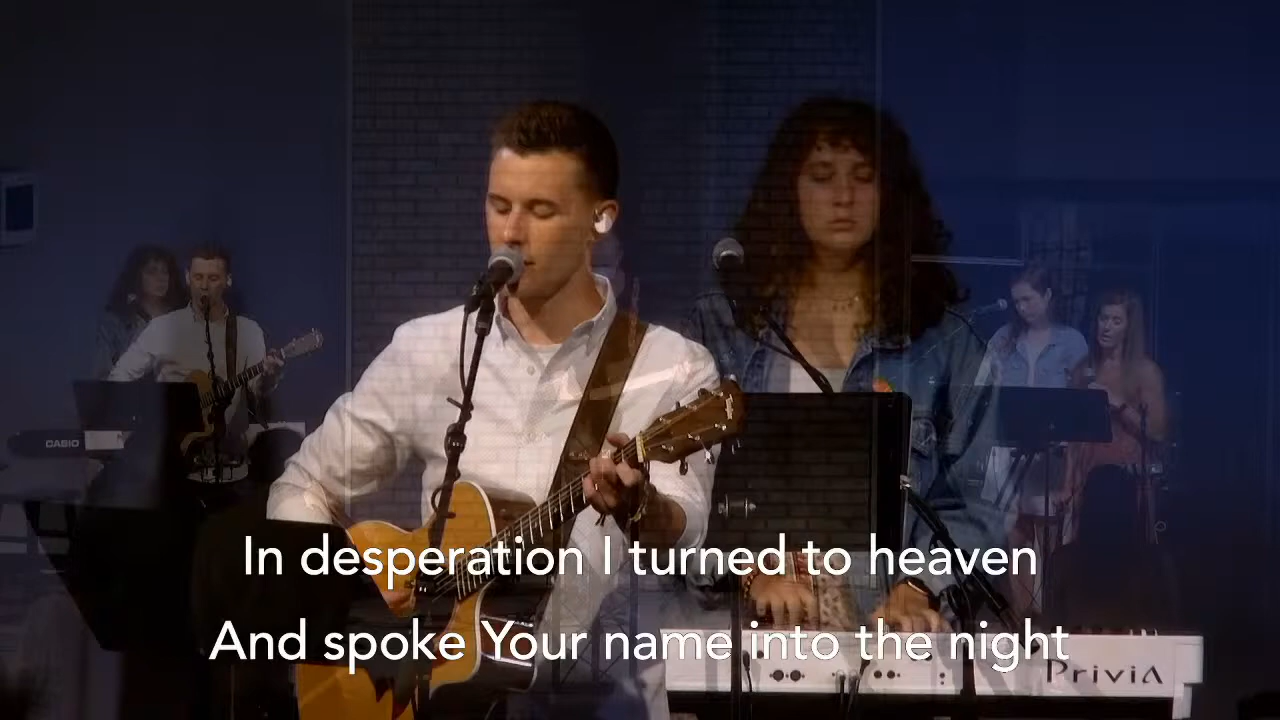 CASIO
In desperation I turned to heaven
And spoke Your name into the night
PriviA